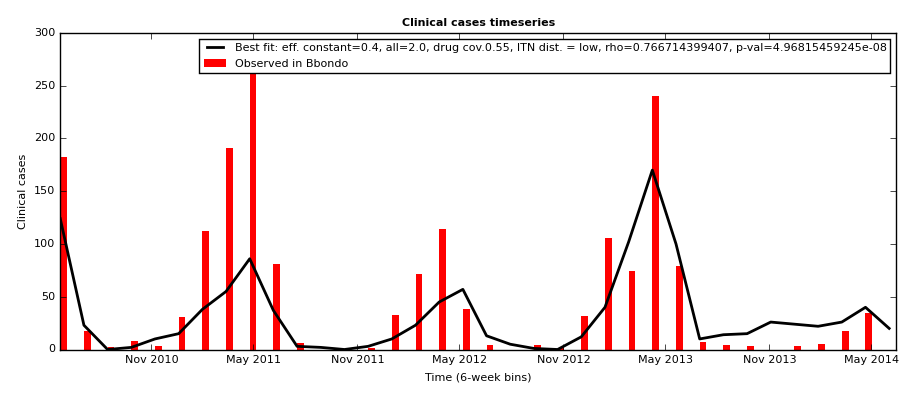 Clinical cases timeseries
Best fit: eff. constant=0.4, all=2.0, drug cov.0.55, ITN dist. = low, rho=0.766714399407, p-val=4.96815459245e-08
Observed in Bbondo
300
250
200
150
100
50
0
Clinical cases
Nov 2010 May 2011 Nov 2011 May 2012 Nov 2012 May 2013 Nov 2013 May 2014
Time (6-week bins)